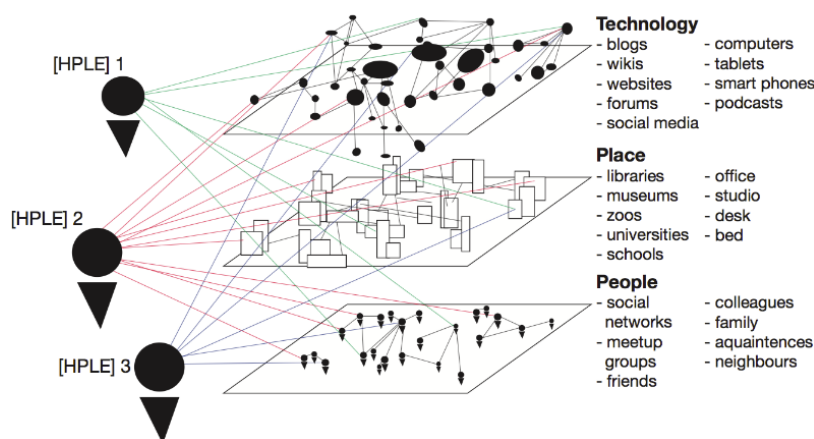 [HPLE] 1
[HPLE] 2
[HPLE] 3
Technology
- blogs - computers
- wikis - tablets
- websites - smart phones
- forums - podcasts
- social media
Place
- libraries - office
- museums - studio
- zoos - desk
- universities - bed
- schools
People
- social - colleagues
networks - family
- meetup - aquaintences
groups - neighbours
- friends